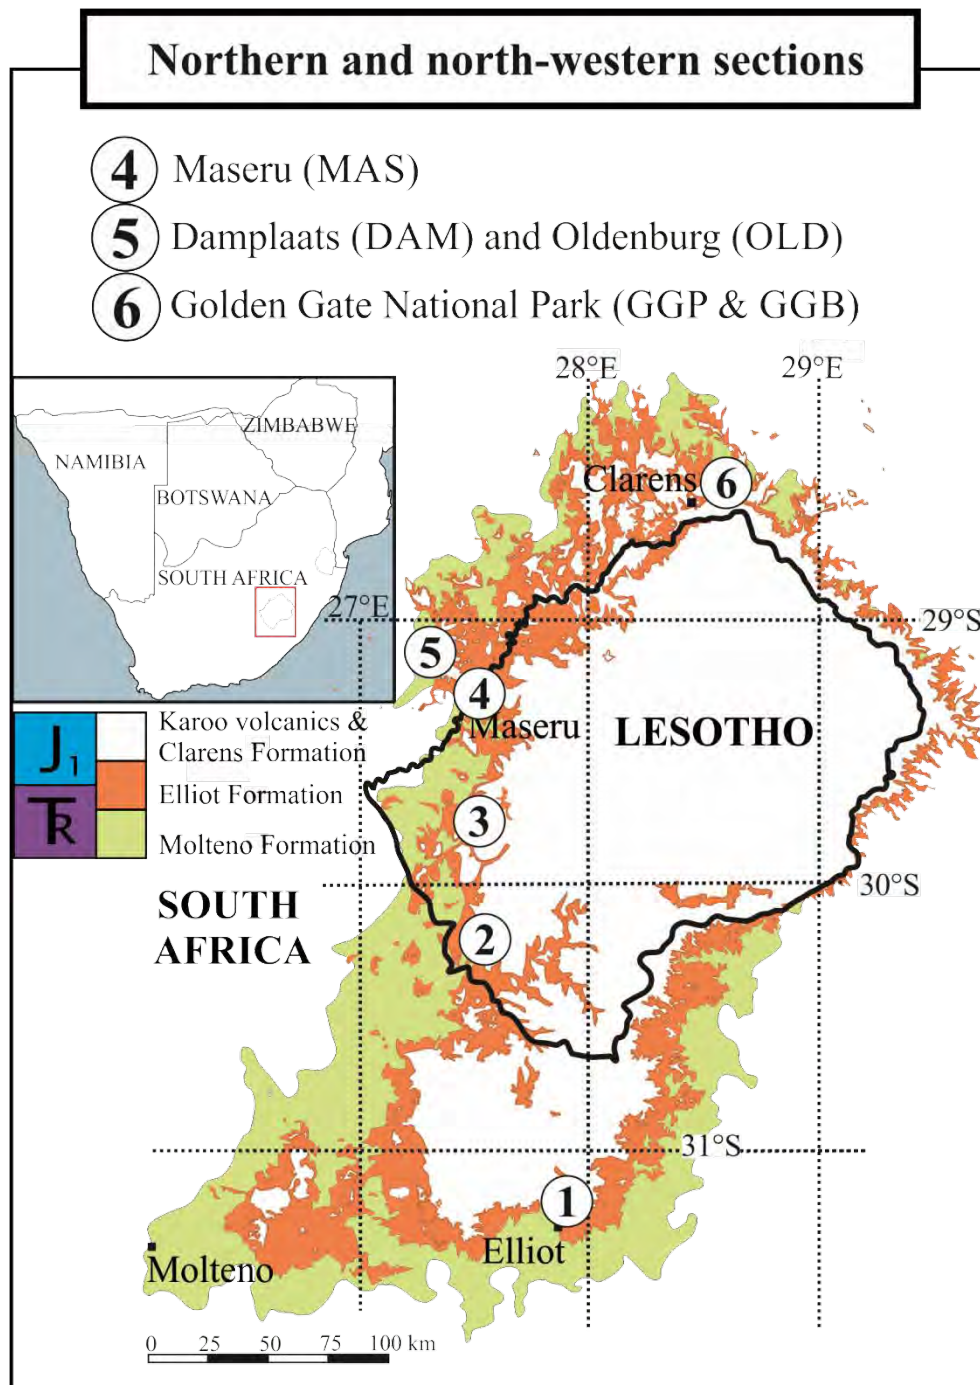 Northern and north-western sections
4 Maseru (MAS)
5 Damplaats (DAM) and Oldenburg (OLD)
6 Golden Gate National Park (GGP & GGB)
28°E
29°E
ZIMBABWE
NAMIBIA
BOTSWANA
SOUTH AFRICA
Clarens
6
27°E
29°S
5
4
Maseru
LESOTHO
J1
Karoo volcanics &
Clarens Formation
Elliot Formation
TR
Molteno Formation
3
30°S
SOUTH
AFRICA
2
31°S
1
Elliot
Molteno
0 25 50 75 100 km